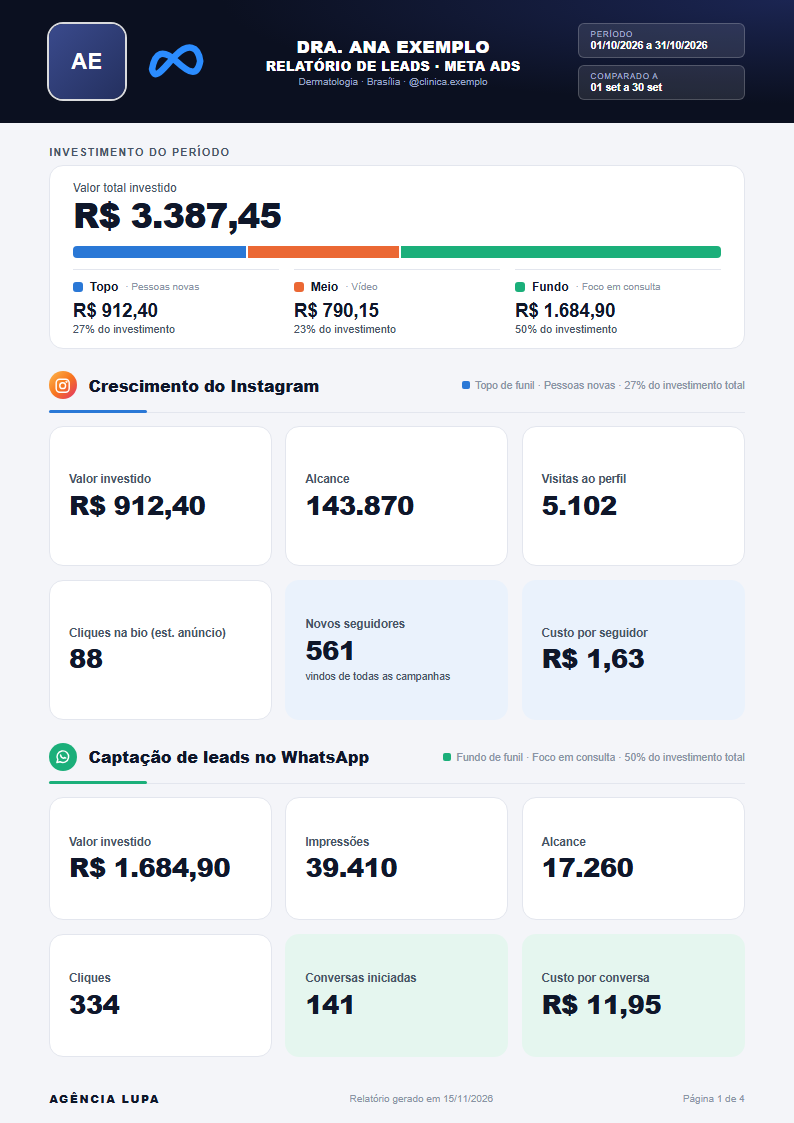 AE
DRA. ANA EXEMPLO
RELATÓRIO DE LEADS · META ADS
Dermatologia · Brasília · @clinica.exemplo
PERÍODO
01/10/2026 a 31/10/2026
COMPARADO A
01 set a 30 set
INVESTIMENTO DO PERÍODO
Valor total investido
R$ 3.387,45
Topo · Pessoas novas
R$ 912,40
27% do investimento
Meio · Vídeo
R$ 790,15
23% do investimento
Fundo · Foco em consulta
R$ 1.684,90
50% do investimento
Crescimento do Instagram
Topo de funil · Pessoas novas · 27% do investimento total
Valor investido
R$ 912,40
Alcance
143.870
Visitas ao perfil
5.102
Cliques na bio (est. anúncio)
88
Novos seguidores
561
vindos de todas as campanhas
Custo por seguidor
R$ 1,63
Captação de leads no WhatsApp
Fundo de funil · Foco em consulta · 50% do investimento total
Valor investido
R$ 1.684,90
Impressões
39.410
Alcance
17.260
Cliques
334
Conversas iniciadas
141
Custo por conversa
R$ 11,95
AGÊNCIA LUPA
Relatório gerado em 15/11/2026
Página 1 de 4